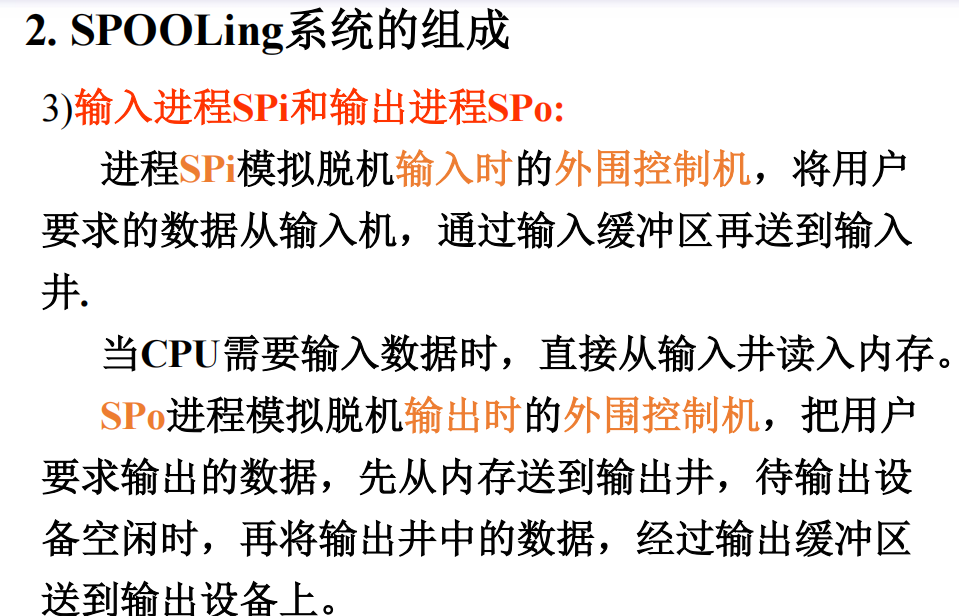 2. SPOOLing系统的组成
3)输入进程SPi和输出进程SPo:
进程SPi模拟脱机输入时的外围控制机，将用户
要求的数据从输入机，通过输入缓冲区再送到输入
井.
当CPU需要输入数据时，直接从输入井读入内存。
SPo进程模拟脱机输出时的外围控制机，把用户
要求输出的数据，先从内存送到输出井，待输出设
备空闲时，再将输出井中的数据，经过输出缓冲区
送到输出设备上。